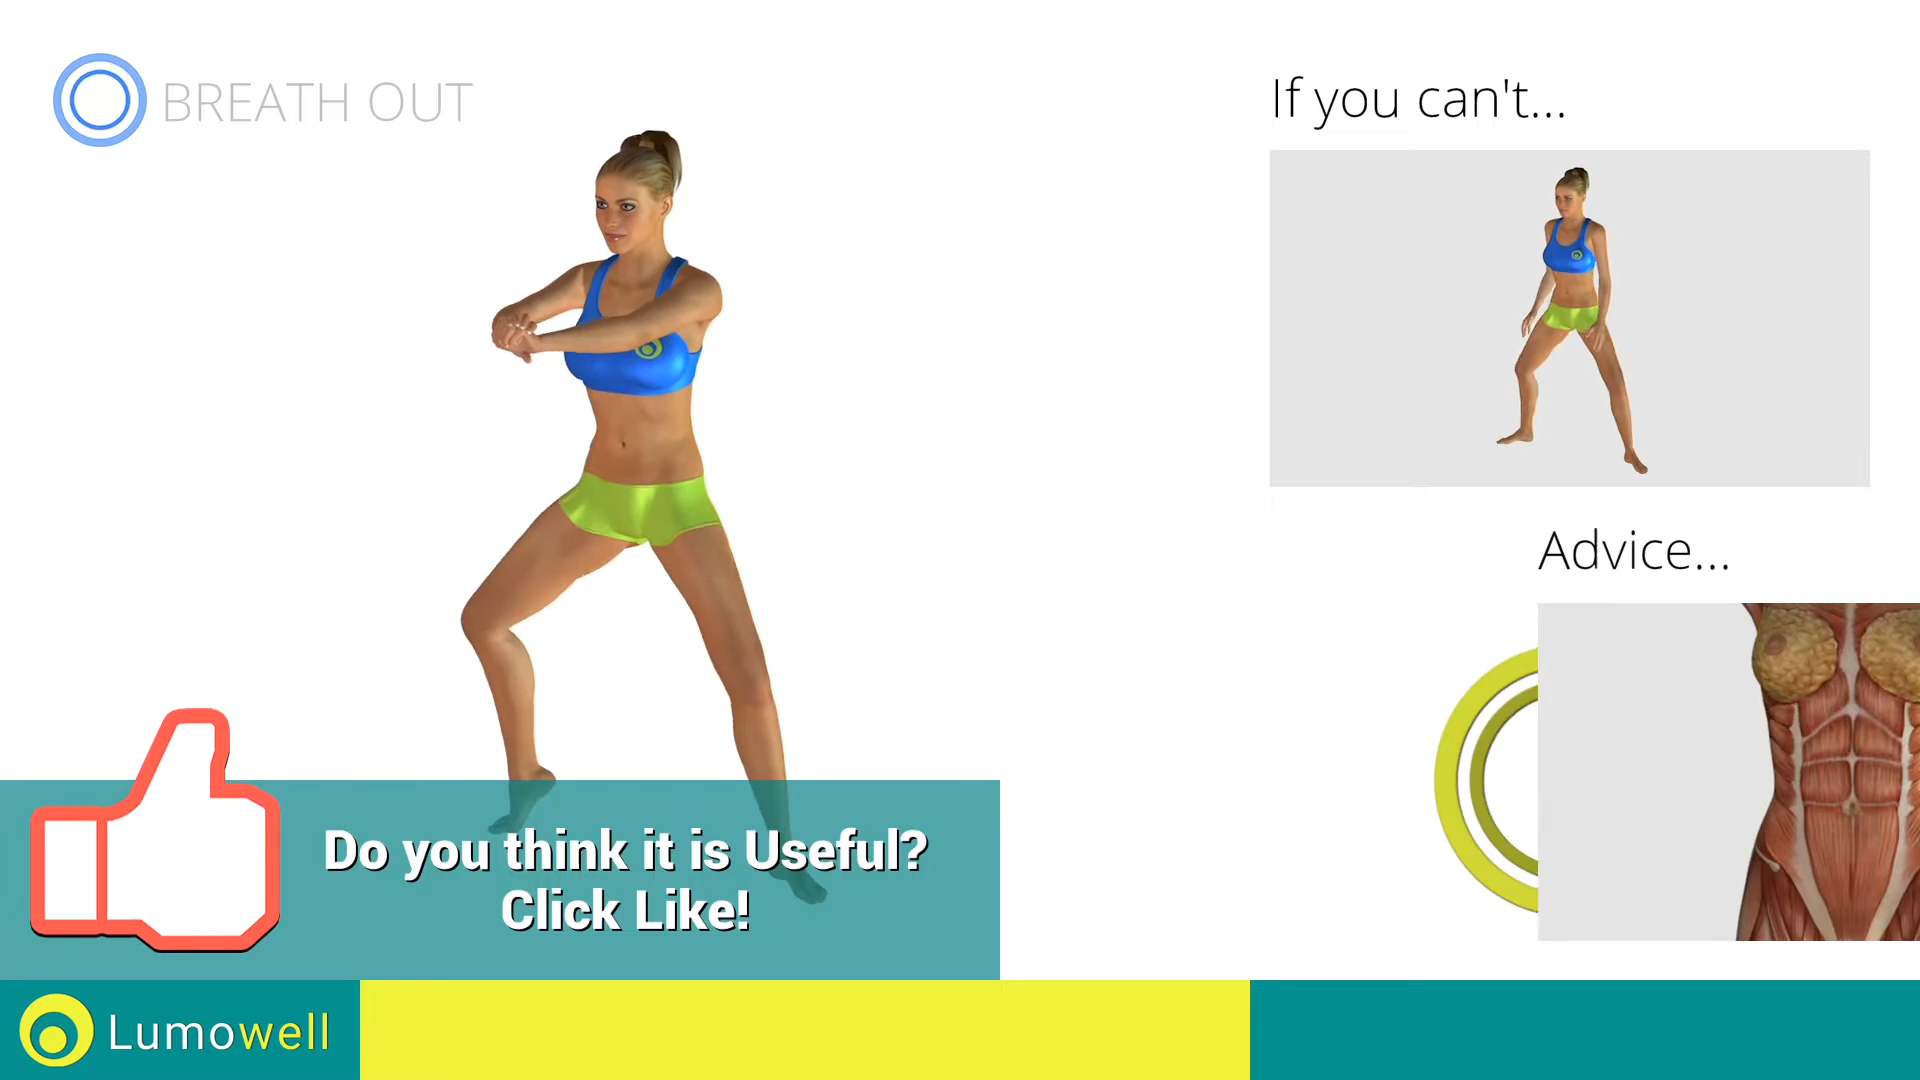 BREATH OUT
If you can't...
Advice...
Do you think it is Useful?
Click Like!
Lumowell